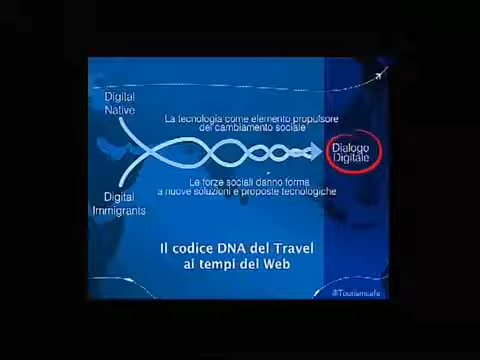 Digital
Native
La tecnologia come elemento propulsore
del cambiamento sociale
Dialogo
Digitale
Le forze sociali danno forma
a nuove soluzioni e proposte tecnologiche
Digital
Immigrants
Il codice DNA del Travel
ai tempi del Web
@Tourismcafe